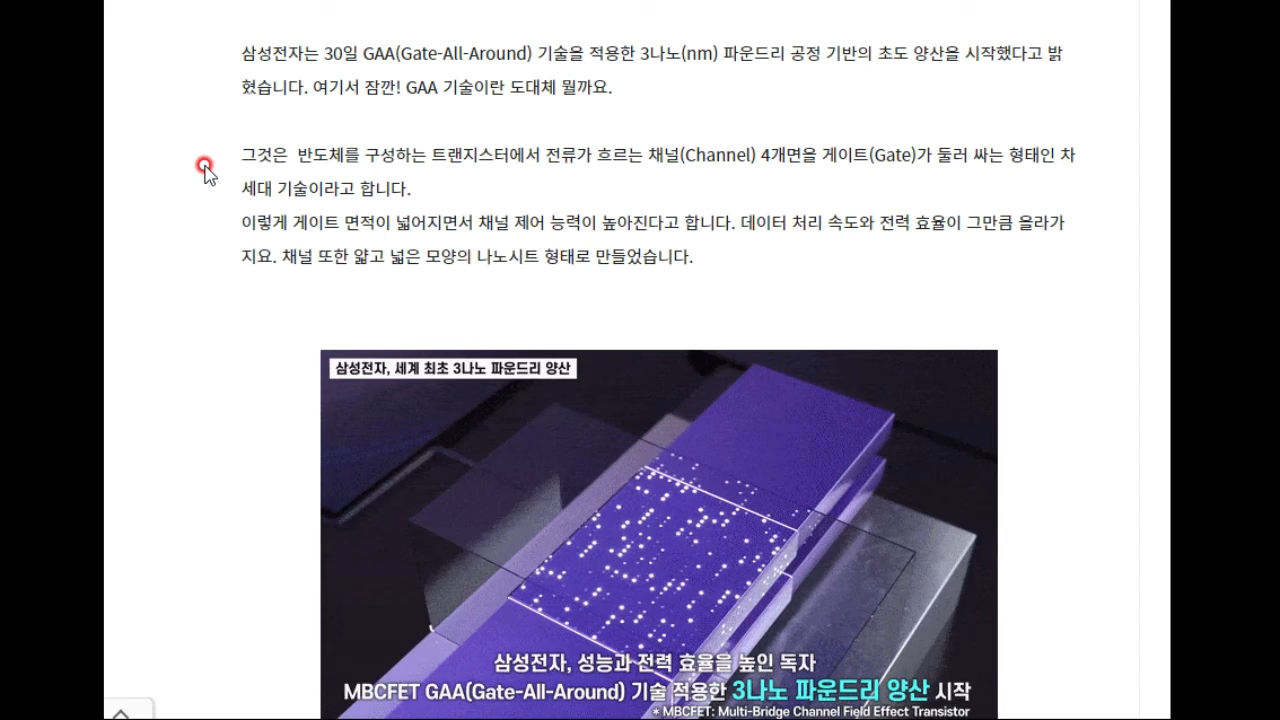 삼성전자는 30일 GAA(Gate-All-Around) 기술을 적용한 3나노(nm) 파운드리 공정 기반의 초도 양산을 시작했다고 밝
혔습니다. 여기서 잠깐! GAA 기술이란 도대체 뭘까요.
그것은  반도체를 구성하는 트랜지스터에서 전류가 흐르는 채널(Channel) 4개면을 게이트(Gate)가 둘러 싸는 형태인 차
세대 기술이라고 합니다.
이렇게 게이트 면적이 넓어지면서 채널 제어 능력이 높아진다고 합니다. 데이터 처리 속도와 전력 효율이 그만큼 올라가
지요. 채널 또한 얇고 넓은 모양의 나노시트 형태로 만들었습니다.
삼성전자, 세계 최초 3나노 파운드리 양산
삼성전자, 성능과 전력 효율을 높인 독자
MBCFET GAA(Gate-All-Around) 기술 적용한 3나노 파운드리 양산 시작
* MBCFET: Multi-Bridge Channel Field Effect Transistor